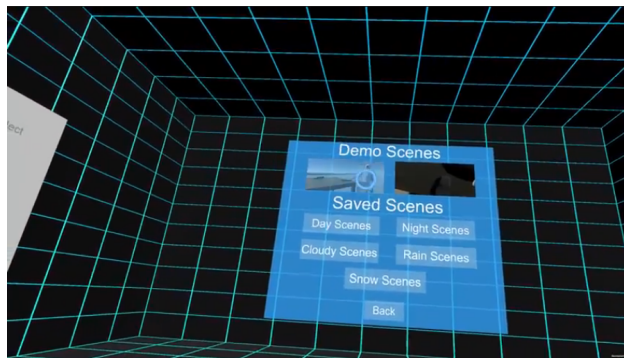 Demo Scenes
Saved Scenes
Day Scenes
Night Scenes
Cloudy Scenes
Rain Scenes
Snow Scenes
Back